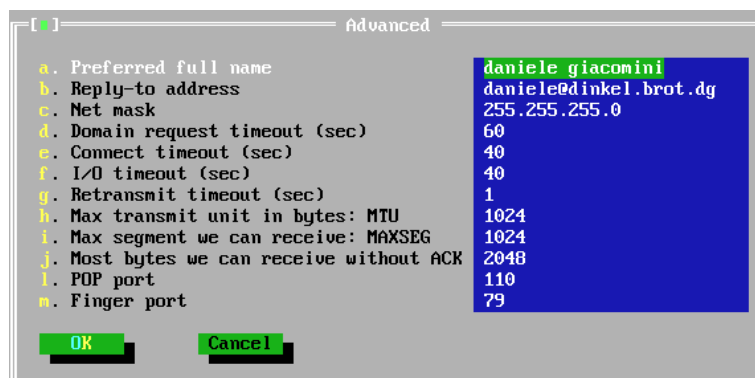 [■] Advanced
a. Preferred full name daniele giacomini
b. Reply-to address daniele@dinkel.brot.dg
c. Net mask 255.255.255.0
d. Domain request timeout (sec) 60
e. Connect timeout (sec) 40
f. I/O timeout (sec) 40
g. Retransmit timeout (sec) 1
h. Max transmit unit in bytes: MTU 1024
i. Max segment we can receive: MAXSEG 1024
j. Most bytes we can receive without ACK 2048
l. POP port 110
m. Finger port 79
OK Cancel